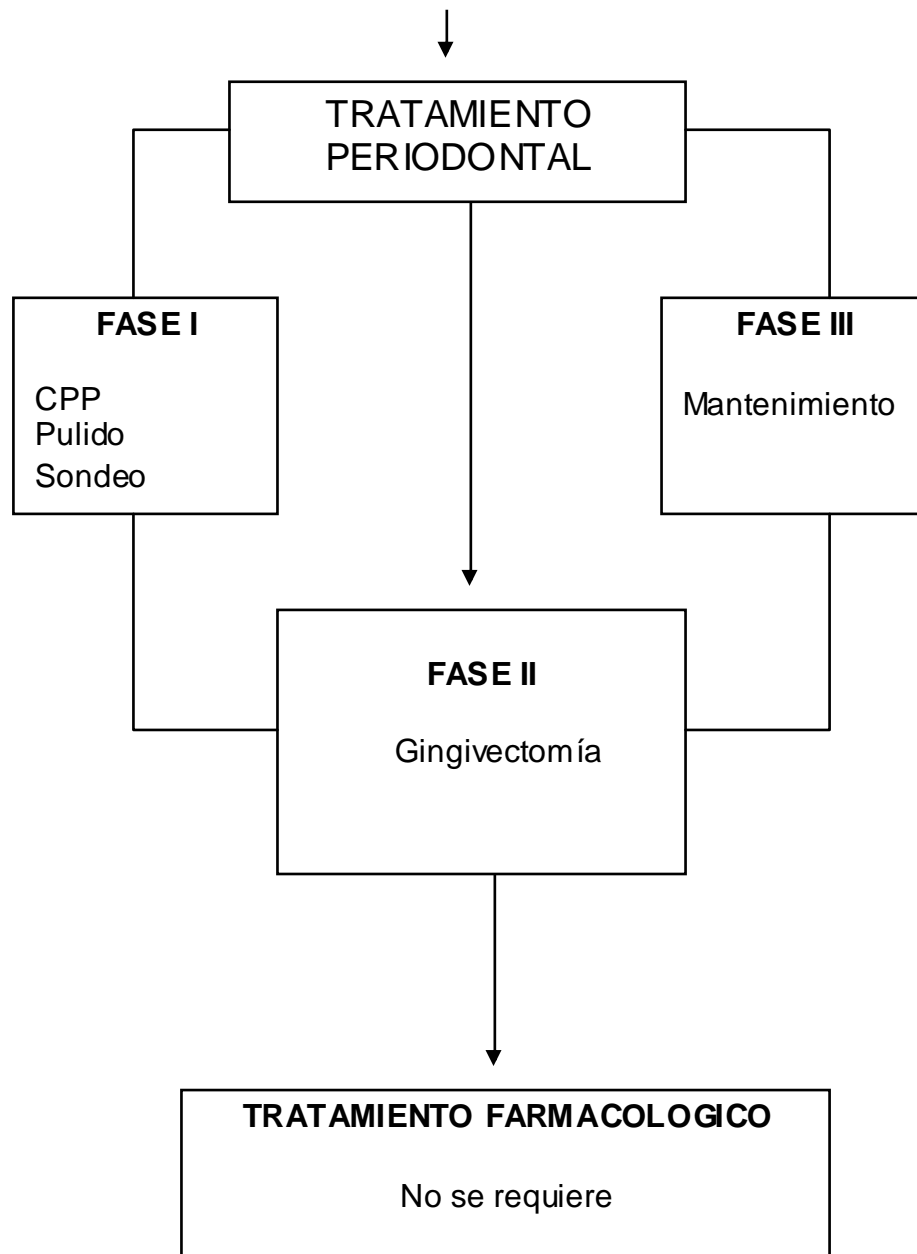 TRATAMIENTO
PERIODONTAL
FASE I
CPP
Pulido
Sondeo
FASE III
Mantenimiento
FASE II
Gingivectomía
TRATAMIENTO FARMACOLOGICO
No se requiere